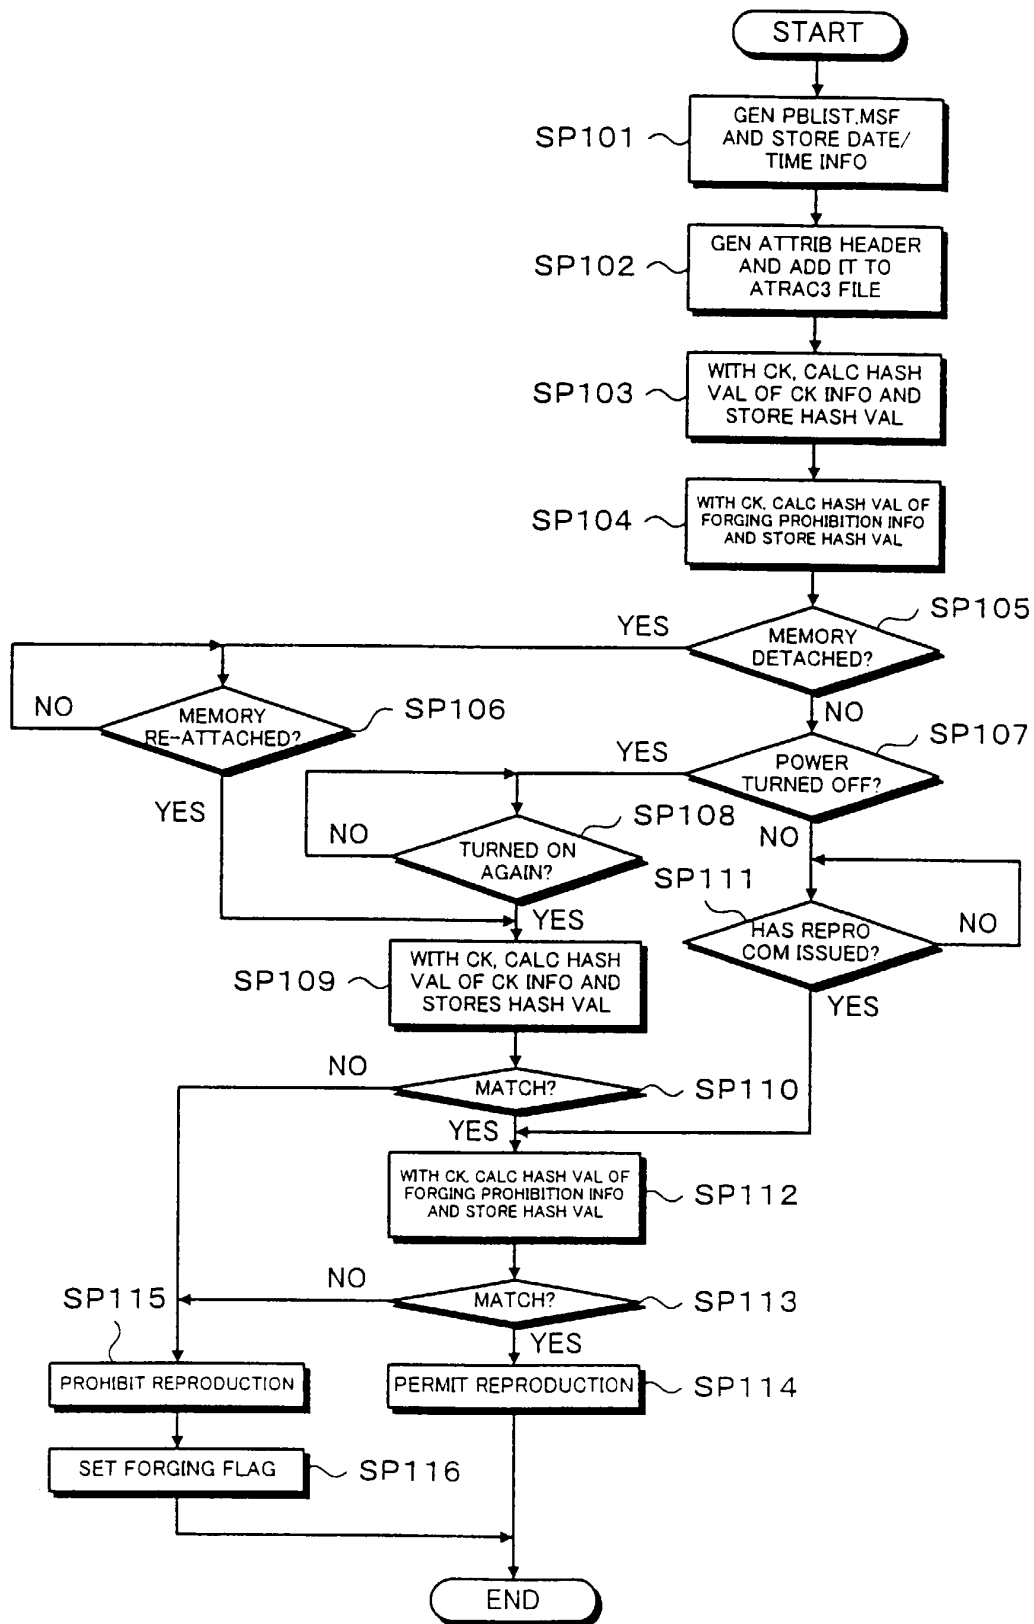 START
SP101
GEN PBLIST.MSF
AND STORE DATE/
TIME INFO
SP102
GEN ATTRIB HEADER
AND ADD IT TO
ATRAC3 FILE
SP103
WITH CK, CALC HASH
VAL OF CK INFO AND
STORE HASH VAL
SP104
WITH CK, CALC HASH VAL OF
FORGING PROHIBITION INFO
AND STORE HASH VAL
SP105
YES
MEMORY
DETACHED?
NO
NO
MEMORY
RE-ATTACHED?
SP106
YES
SP107
YES
POWER
TURNED OFF?
NO
SP108
NO
TURNED ON
AGAIN?
YES
SP111
HAS REPRO
COM ISSUED?
NO
YES
SP109
WITH CK, CALC HASH
VAL OF CK INFO AND
STORES HASH VAL
NO
MATCH?
SP110
YES
WITH CK, CALC HASH VAL OF
FORGING PROHIBITION INFO
AND STORE HASH VAL
SP112
NO
MATCH?
SP113
YES
SP115
PROHIBIT REPRODUCTION
PERMIT REPRODUCTION
SP114
SET FORGING FLAG
SP116
END